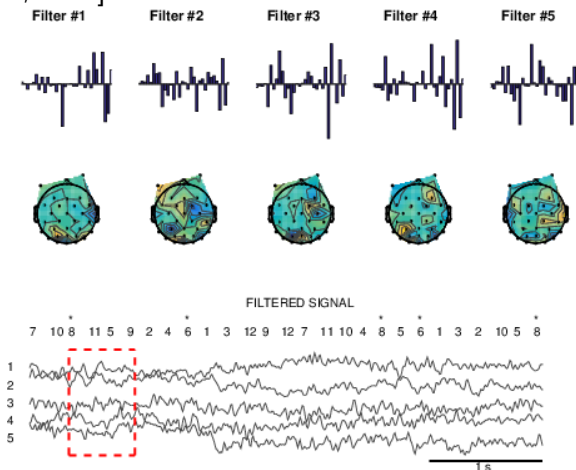 Filter #1 Filter #2 Filter #3 Filter #4 Filter #5
FILTERED SIGNAL
* * * * *
7 10 8 11 5 9 2 4 6 1 3 12 9 12 7 11 10 4 8 5 6 1 3 2 10 5 8
1
2
3
4
5
1 s